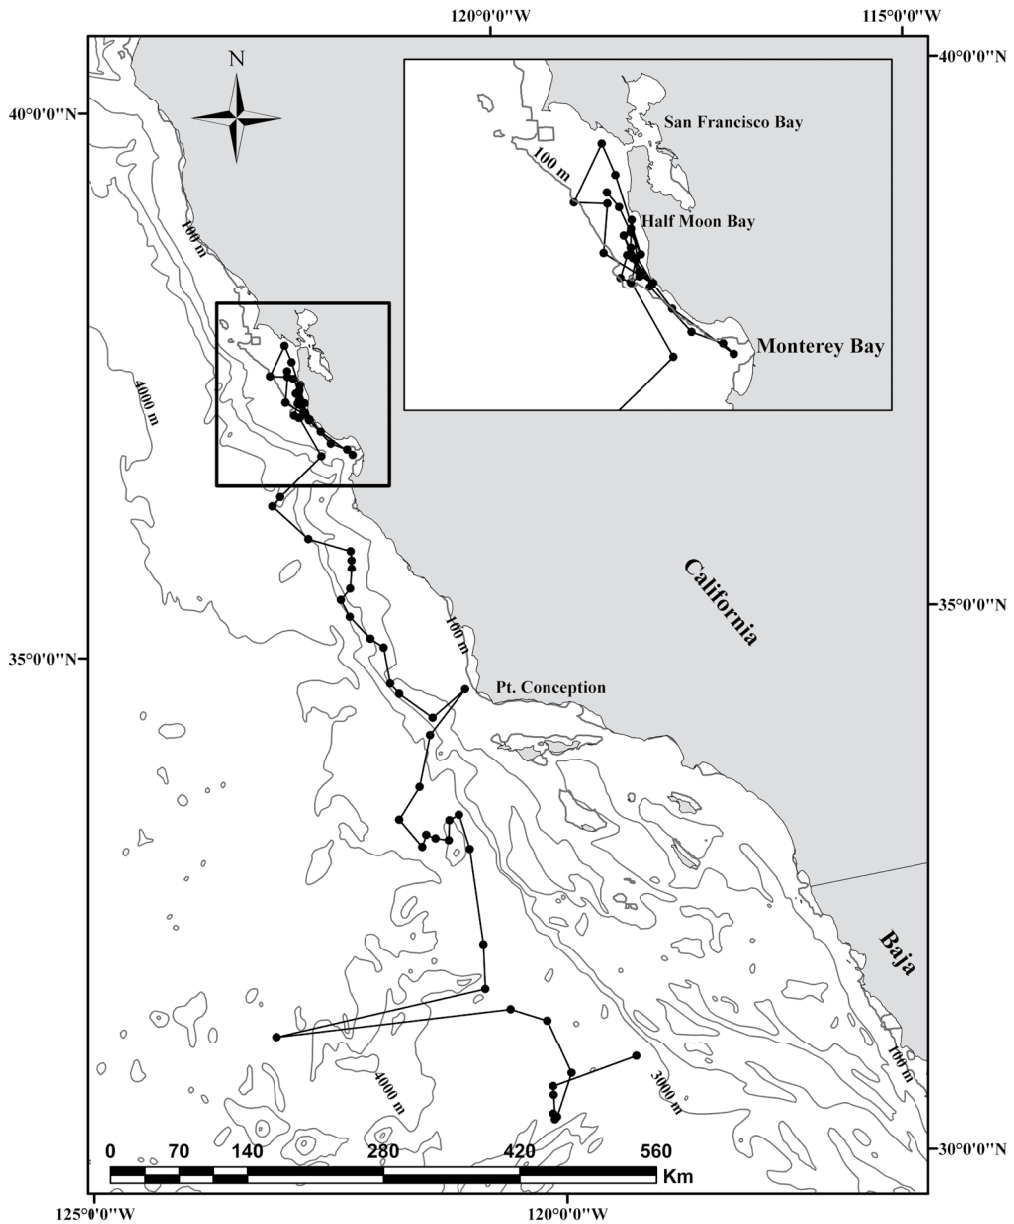 120°0'0"W 115°0'0"W
40°0'0"N
N
40°0'0"N
San Francisco Bay
100 m
Half Moon Bay
100 m
Monterey Bay
4000 m
California
35°0'0"N
100 m
35°0'0"N
Pt. Conception
Baja
100 m
4000 m
3000 m
30°0'0"N
0 70 140 280 420 560
Km
125°0'0"W 120°0'0"W